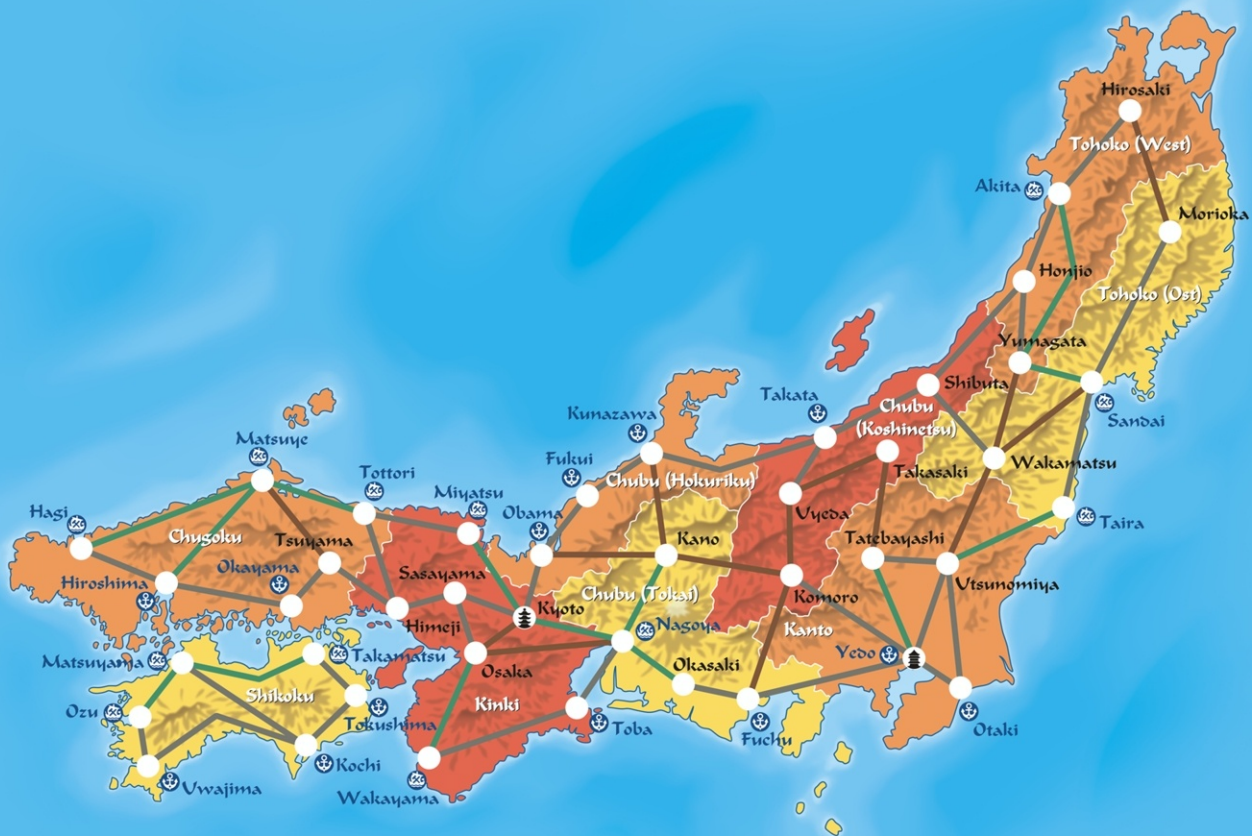 Hirosaki
Tohoko (West)
Akita
Morioka
Honjio
Tohoko (Ost)
Yumagata
Shibuta
Sandai
Takata
Kunazawa
Chubu
(Koshinetsu)
Matsuye
Fukui
Takasaki
Wakamatsu
Tottori
Chubu (Hokuriku)
Miyatsu
Hagi
Obama
Uyeda
Taira
Chugoku
Tsuyama
Kano
Tatebayashi
Okayama
Hiroshima
Sasayama
Utsunomiya
Chubu (Tokai)
Komoro
Kyoto
Himeji
Nagoya
Kanto
Yedo
Matsuyama
Takamatsu
Osaka
Okasaki
Shikoku
Kinki
Ozu
Tokushima
Toba
Fuchu
Otaki
Kochi
Uwajima
Wakayama